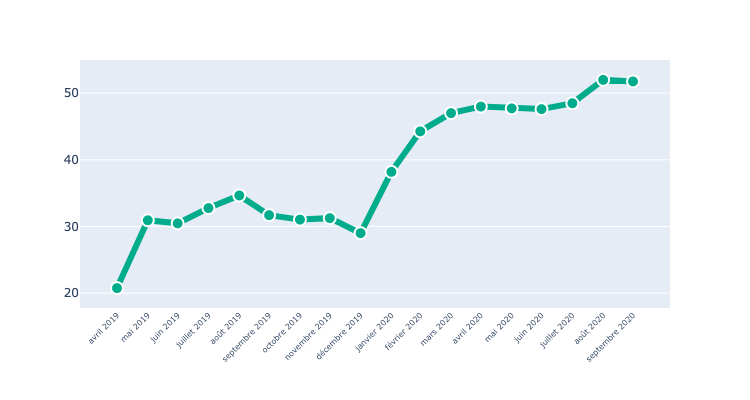 50
40
30
20
avril 2019
mai 2019
juin 2019
juillet 2019
août 2019
septembre 2019
octobre 2019
novembre 2019
décembre 2019
janvier 2020
février 2020
mars 2020
avril 2020
mai 2020
juin 2020
juillet 2020
août 2020
septembre 2020